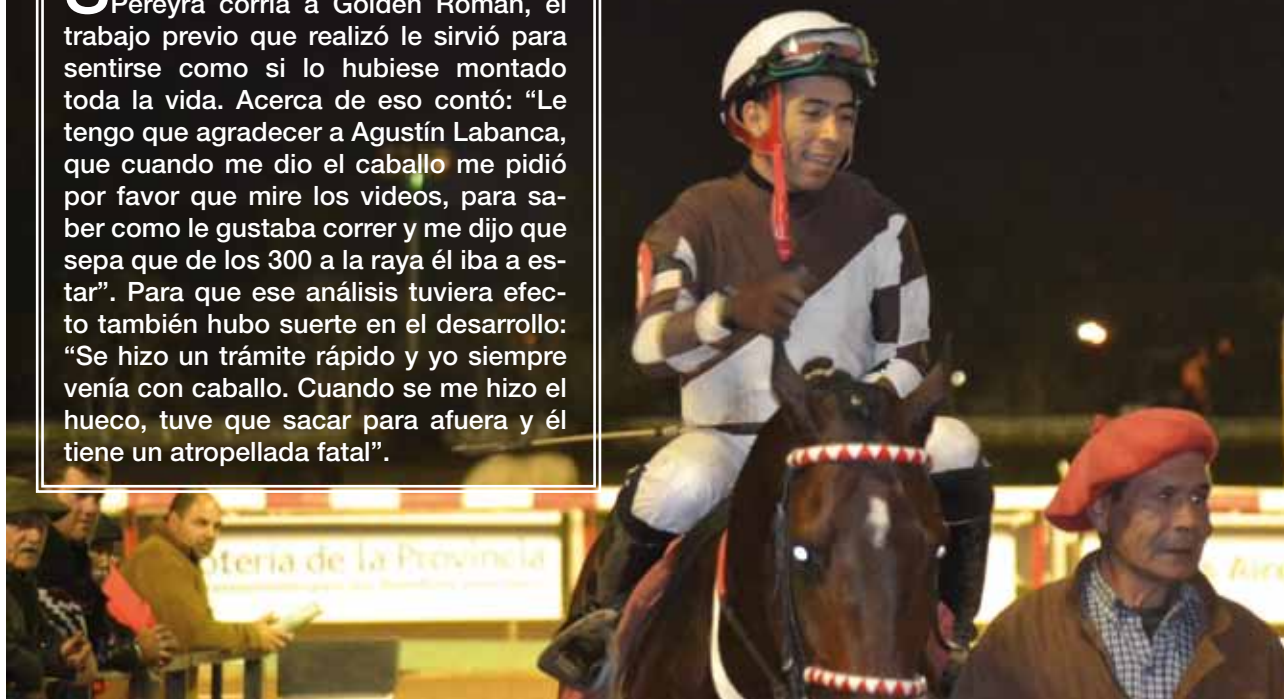 Pereyra corría a Golden Roman, el
trabajo previo que realizó le sirvió para
sentirse como si lo hubiese montado
toda la vida. Acerca de eso contó: “Le
tengo que agradecer a Agustín Labanca,
que cuando me dio el caballo me pidió
por favor que mire los videos, para sa-
ber como le gustaba correr y me dijo que
sepa que de los 300 a la raya él iba a es-
tar”. Para que ese análisis tuviera efec-
to también hubo suerte en el desarrollo:
“Se hizo un trámite rápido y yo siempre
venía con caballo. Cuando se me hizo el
hueco, tuve que sacar para afuera y él
tiene un atropellada fatal”.
otería de la Provincia
Aire